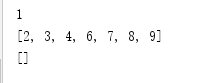 1
[2, 3, 4, 6, 7, 8, 9]
[]